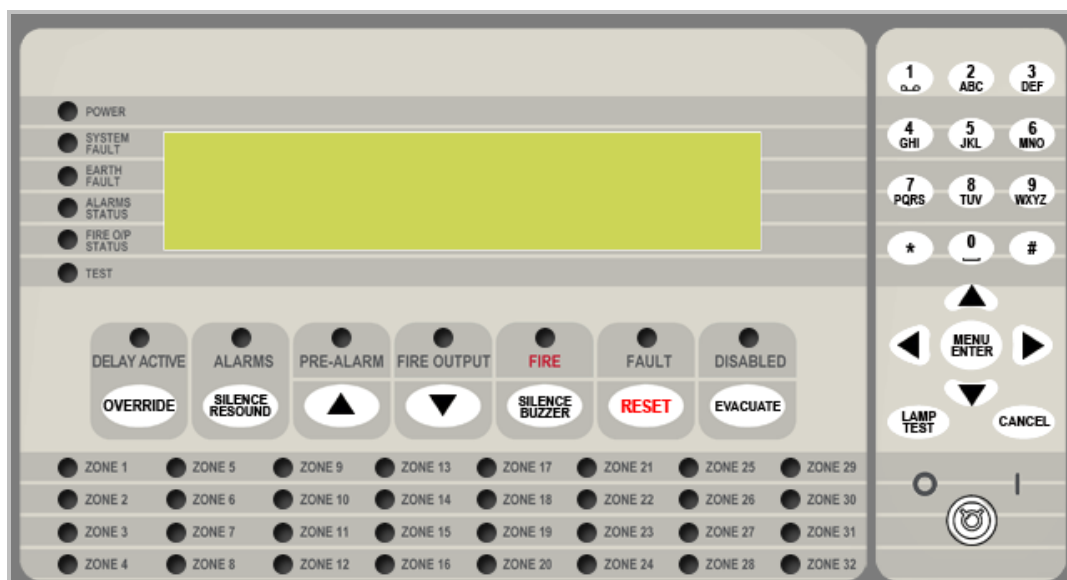 POWER
SYSTEM
FAULT
EARTH
FAULT
ALARMS
STATUS
FIRE O/P
STATUS
TEST
DELAY ACTIVE ALARMS PRE-ALARM FIRE OUTPUT FIRE FAULT DISABLED
OVERRIDE
SILENCE
RESOUND
SILENCE
BUZZER
RESET
EVACUATE
ZONE 1 ZONE 5 ZONE 9 ZONE 13 ZONE 17 ZONE 21 ZONE 25 ZONE 29
ZONE 2 ZONE 6 ZONE 10 ZONE 14 ZONE 18 ZONE 22 ZONE 26 ZONE 30
ZONE 3 ZONE 7 ZONE 11 ZONE 15 ZONE 19 ZONE 23 ZONE 27 ZONE 31
ZONE 4 ZONE 8 ZONE 12 ZONE 16 ZONE 20 ZONE 24 ZONE 28 ZONE 32
1 2 3
ABC DEF
4 5 6
GHI JKL MNO
7 8 9
PQRS TUV WXYZ
* 0 #
MENU
ENTER
LAMP
TEST
CANCEL
O I